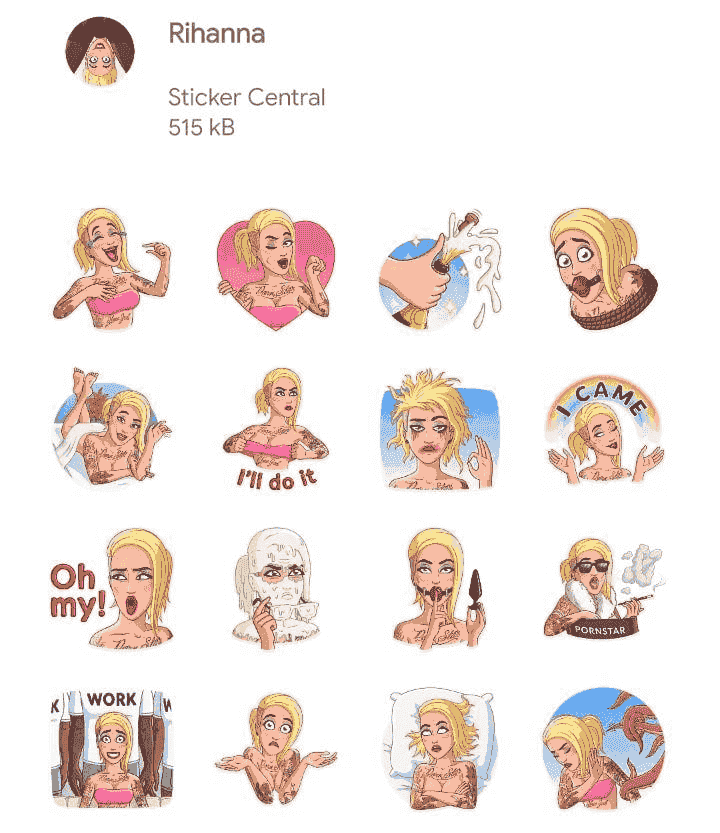 Rihanna
Sticker Central
515 kB
I'll do it
I CAME
Oh
my!
PORNSTAR
K WORK W